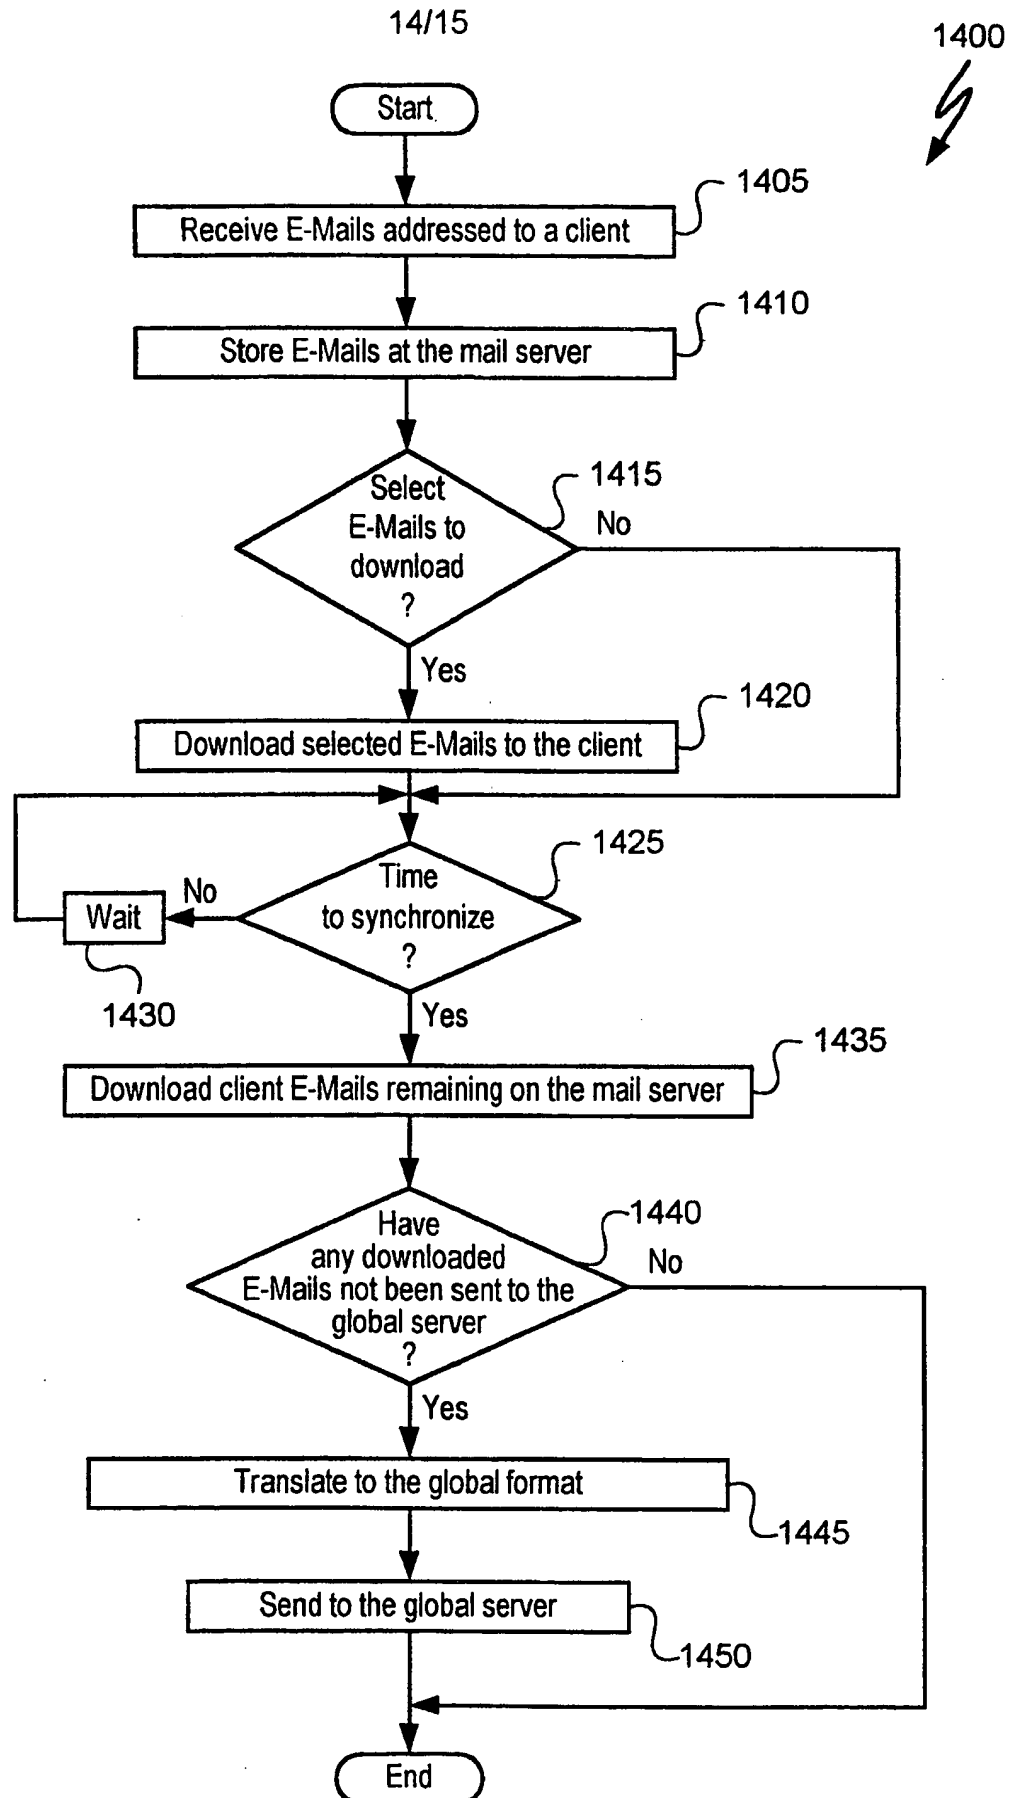 14/15
1400
Start
1405
Receive E-Mails addressed to a client
1410
Store E-Mails at the mail server
1415
Select
E-Mails to
download
?
No
Yes
1420
Download selected E-Mails to the client
1425
Time
to synchronize
?
No
Wait
1430
Yes
1435
Download client E-Mails remaining on the mail server
1440
Have
any downloaded
E-Mails not been sent to the
global server
?
No
Yes
Translate to the global format
1445
Send to the global server
1450
End